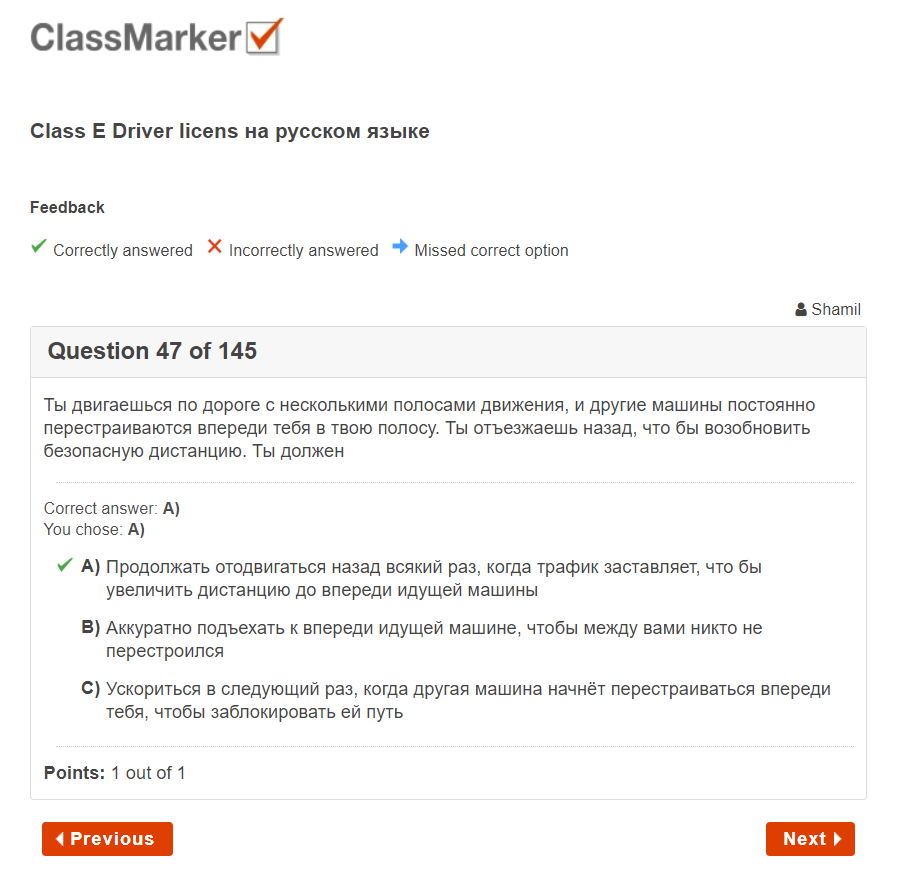 ClassMarker
Class E Driver licens на русском языке
Feedback
Correctly answered Incorrectly answered Missed correct option
Shamil
Question 47 of 145
Ты двигаешься по дороге с несколькими полосами движения, и другие машины постоянно
перестраиваются впереди тебя в твою полосу. Ты отъезжаешь назад, что бы возобновить
безопасную дистанцию. Ты должен
Correct answer: A)
You chose: A)
A) Продолжать отодвигаться назад всякий раз, когда трафик заставляет, что бы
увеличить дистанцию до впереди идущей машины
B) Аккуратно подъехать к впереди идущей машине, чтобы между вами никто не
перестроился
C) Ускориться в следующий раз, когда другая машина начнёт перестраиваться впереди
тебя, чтобы заблокировать ей путь
Points: 1 out of 1
Previous
Next